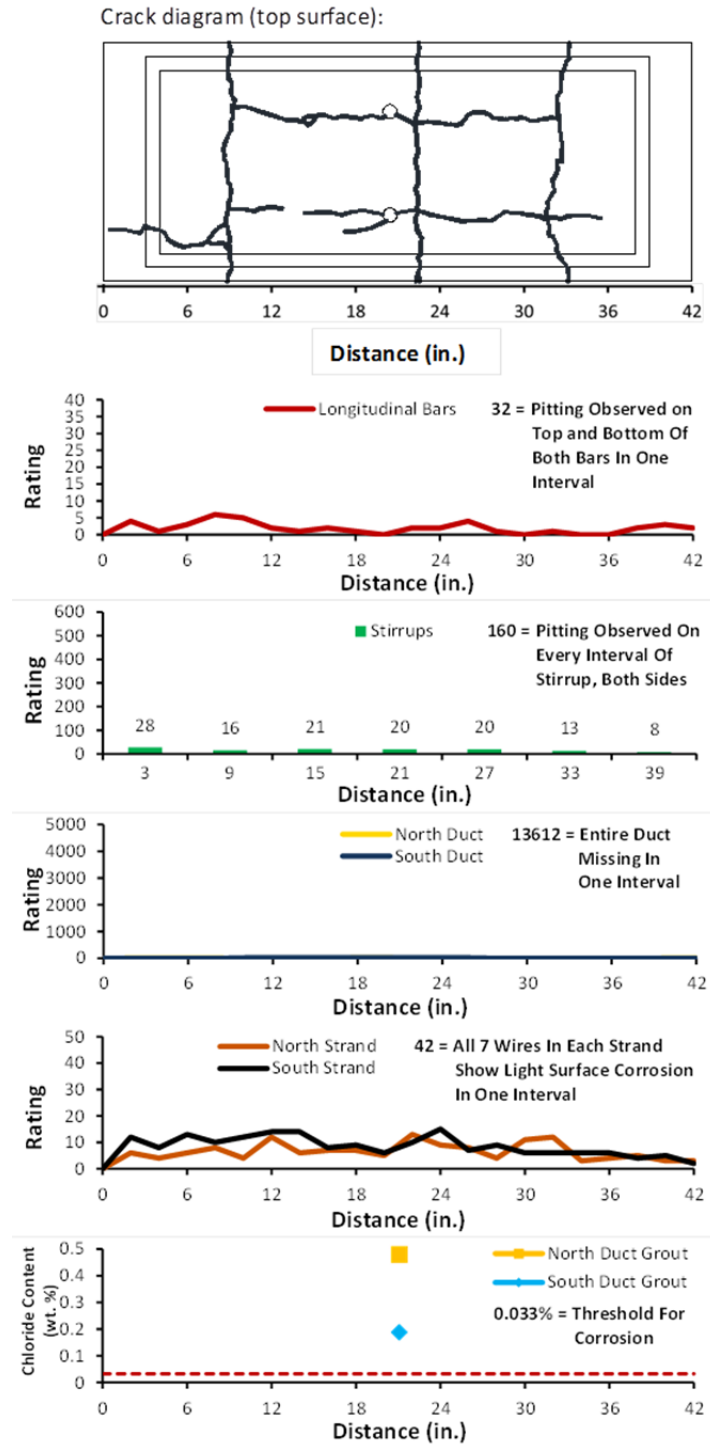 Crack diagram (top surface):
0 6 12 18 24 30 36 42
Distance (in.)
40
35
30
25
20
15
10
5
0
Rating
Longitudinal Bars
32 = Pitting Observed on
Top and Bottom Of
Both Bars In One
Interval
0 6 12 18 24 30 36 42
Distance (in.)
600
500
400
300
200
100
0
Rating
Stirrups
160 = Pitting Observed On
Every Interval Of
Stirrup, Both Sides
28 16 21 20 20 13 8
3 9 15 21 27 33 39
Distance (in.)
5000
4000
3000
2000
1000
0
Rating
North Duct
South Duct
13612 = Entire Duct
Missing In
One Interval
0 6 12 18 24 30 36 42
Distance (in.)
50
40
30
20
10
0
Rating
North Strand
South Strand
42 = All 7 Wires In Each Strand
Show Light Surface Corrosion
In One Interval
0 6 12 18 24 30 36 42
Distance (in.)
0.5
0.4
0.3
0.2
0.1
0
Chloride Content
(wt. %)
North Duct Grout
South Duct Grout
0.033% = Threshold For
Corrosion
0 6 12 18 24 30 36 42
Distance (in.)